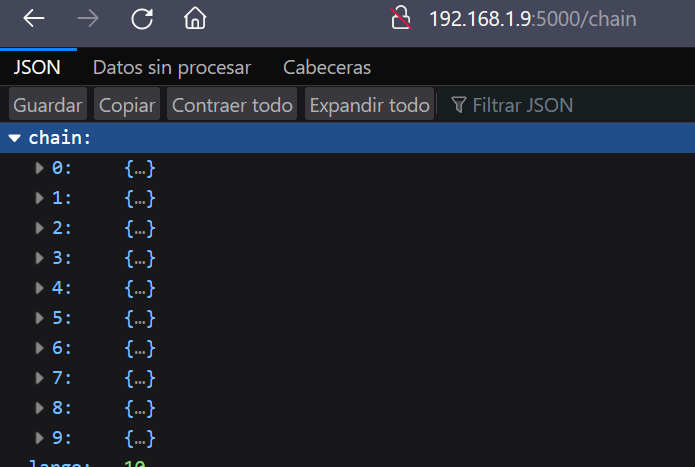 192.168.1.9:5000/chain
JSON Datos sin procesar Cabeceras
Guardar Copiar Contraer todo Expandir todo Filtrar JSON
chain:
0: {…}
1: {…}
2: {…}
3: {…}
4: {…}
5: {…}
6: {…}
7: {…}
8: {…}
9: {…}
largo: 10